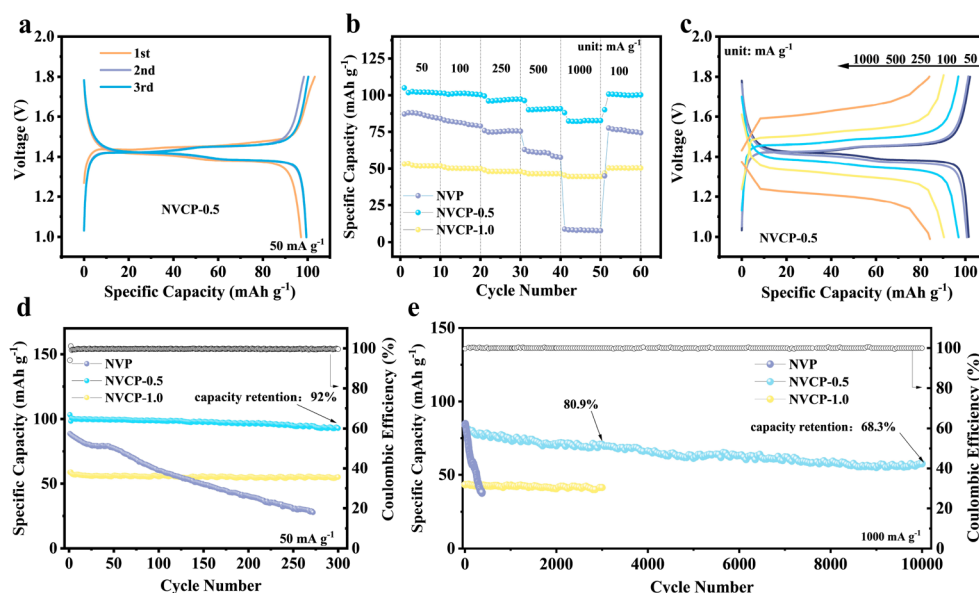 a
2.0
1.8
1.6
1.4
1.2
1.0
Voltage (V)
1st
2nd
3rd
NVCP-0.5
50 mA g-1
0 20 40 60 80 100
Specific Capacity (mAh g-1)
b
unit: mA g-1
125
100
75
50
25
0
Specific Capacity (mAh g-1)
50 100 250 500 1000 100
NVP
NVCP-0.5
NVCP-1.0
0 10 20 30 40 50 60
Cycle Number
c
2.0
1.8
1.6
1.4
1.2
1.0
Voltage (V)
unit: mA g-1
1000 500 250 100 50
NVCP-0.5
0 20 40 60 80 100
Specific Capacity (mAh g-1)
d
150
100
50
0
Specific Capacity (mAh g-1)
NVP
NVCP-0.5
NVCP-1.0
capacity retention: 92%
50 mA g-1
100
80
60
40
20
0
Coulombic Efficiency (%)
0 50 100 150 200 250 300
Cycle Number
e
150
100
50
0
Specific Capacity (mAh g-1)
NVP
NVCP-0.5
NVCP-1.0
80.9%
capacity retention: 68.3%
1000 mA g-1
100
80
60
40
20
0
Coulombic Efficiency (%)
0 2000 4000 6000 8000 10000
Cycle Number